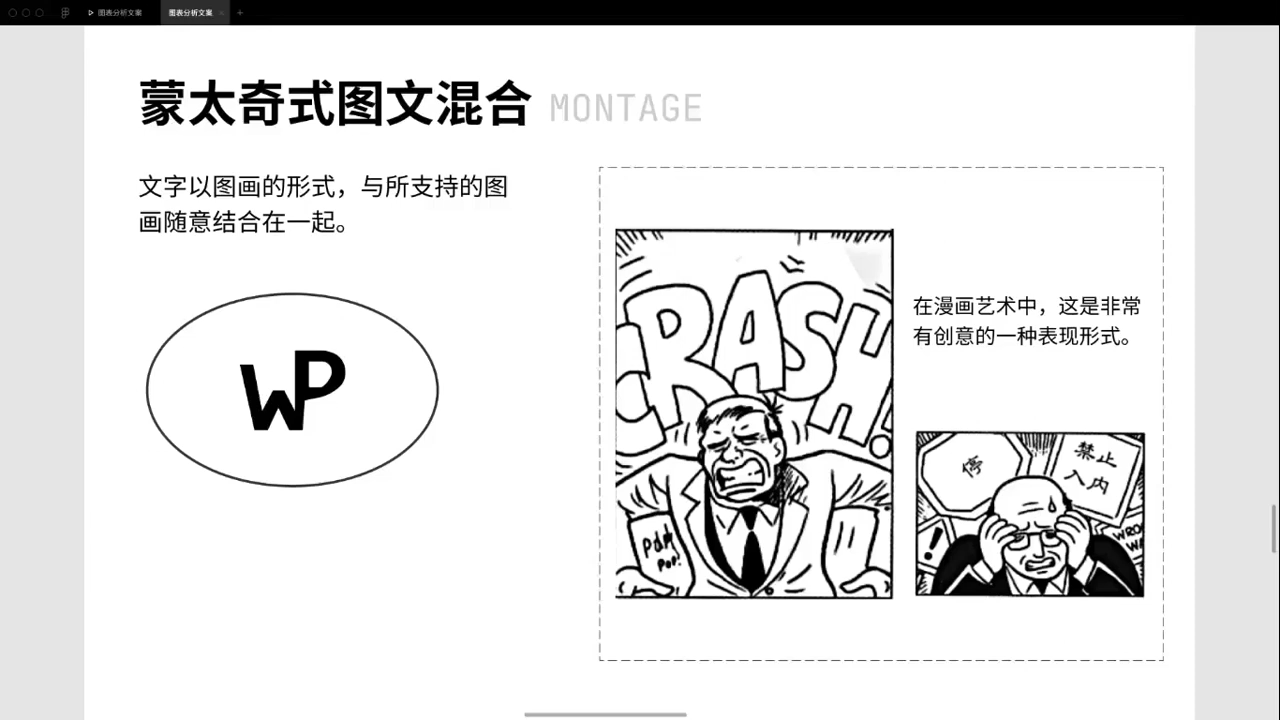 图表分析文案
图表分析文案
蒙太奇式图文混合 MONTAGE
文字以图画的形式，与所支持的图
画随意结合在一起。
WP
CRASH!
POP!
在漫画艺术中，这是非常
有创意的一种表现形式。
停
禁止
入内
!